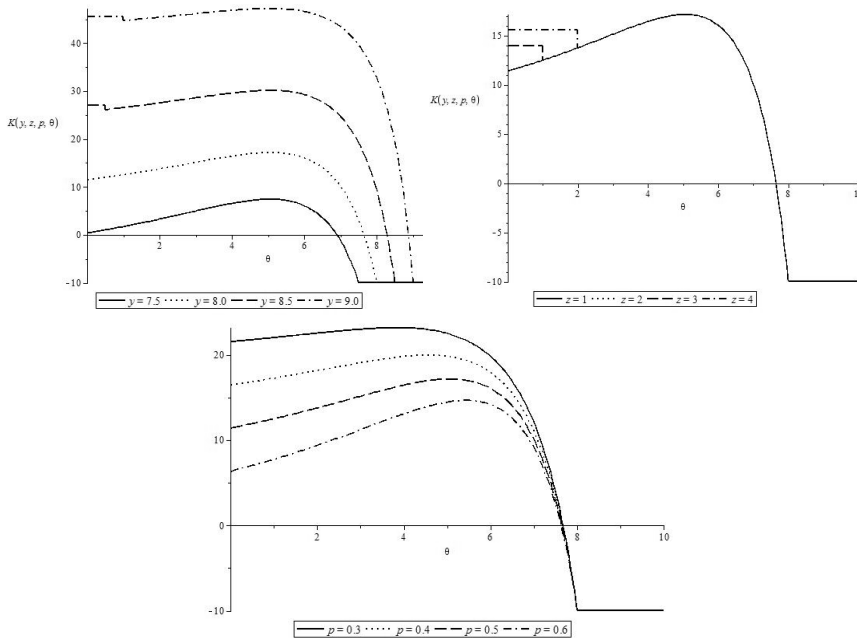 40
30
20
10
0
-10
K(y, z, p, θ)
2 4 6 8
θ
y = 7.5 y = 8.0 y = 8.5 y = 9.0
15
10
5
0
-5
-10
K(y, z, p, θ)
2 4 6 8 10
θ
z = 1 z = 2 z = 3 z = 4
20
10
0
-10
2 4 6 8 10
θ
p = 0.3 p = 0.4 p = 0.5 p = 0.6